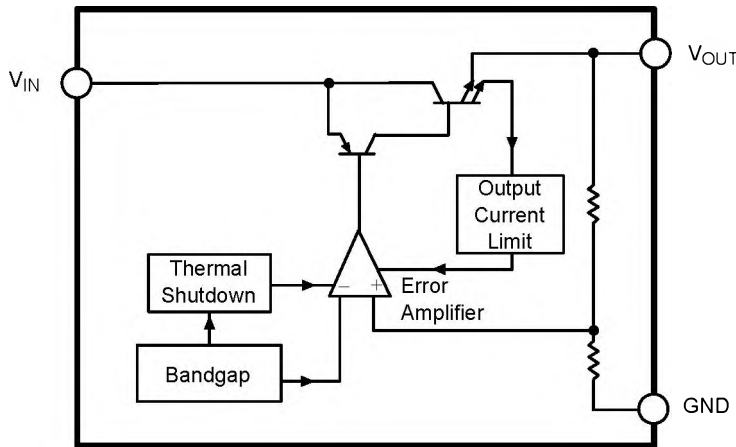 V_OUT
V_IN
Output
Current
Limit
Thermal
Shutdown
− +
Error
Amplifier
Bandgap
GND